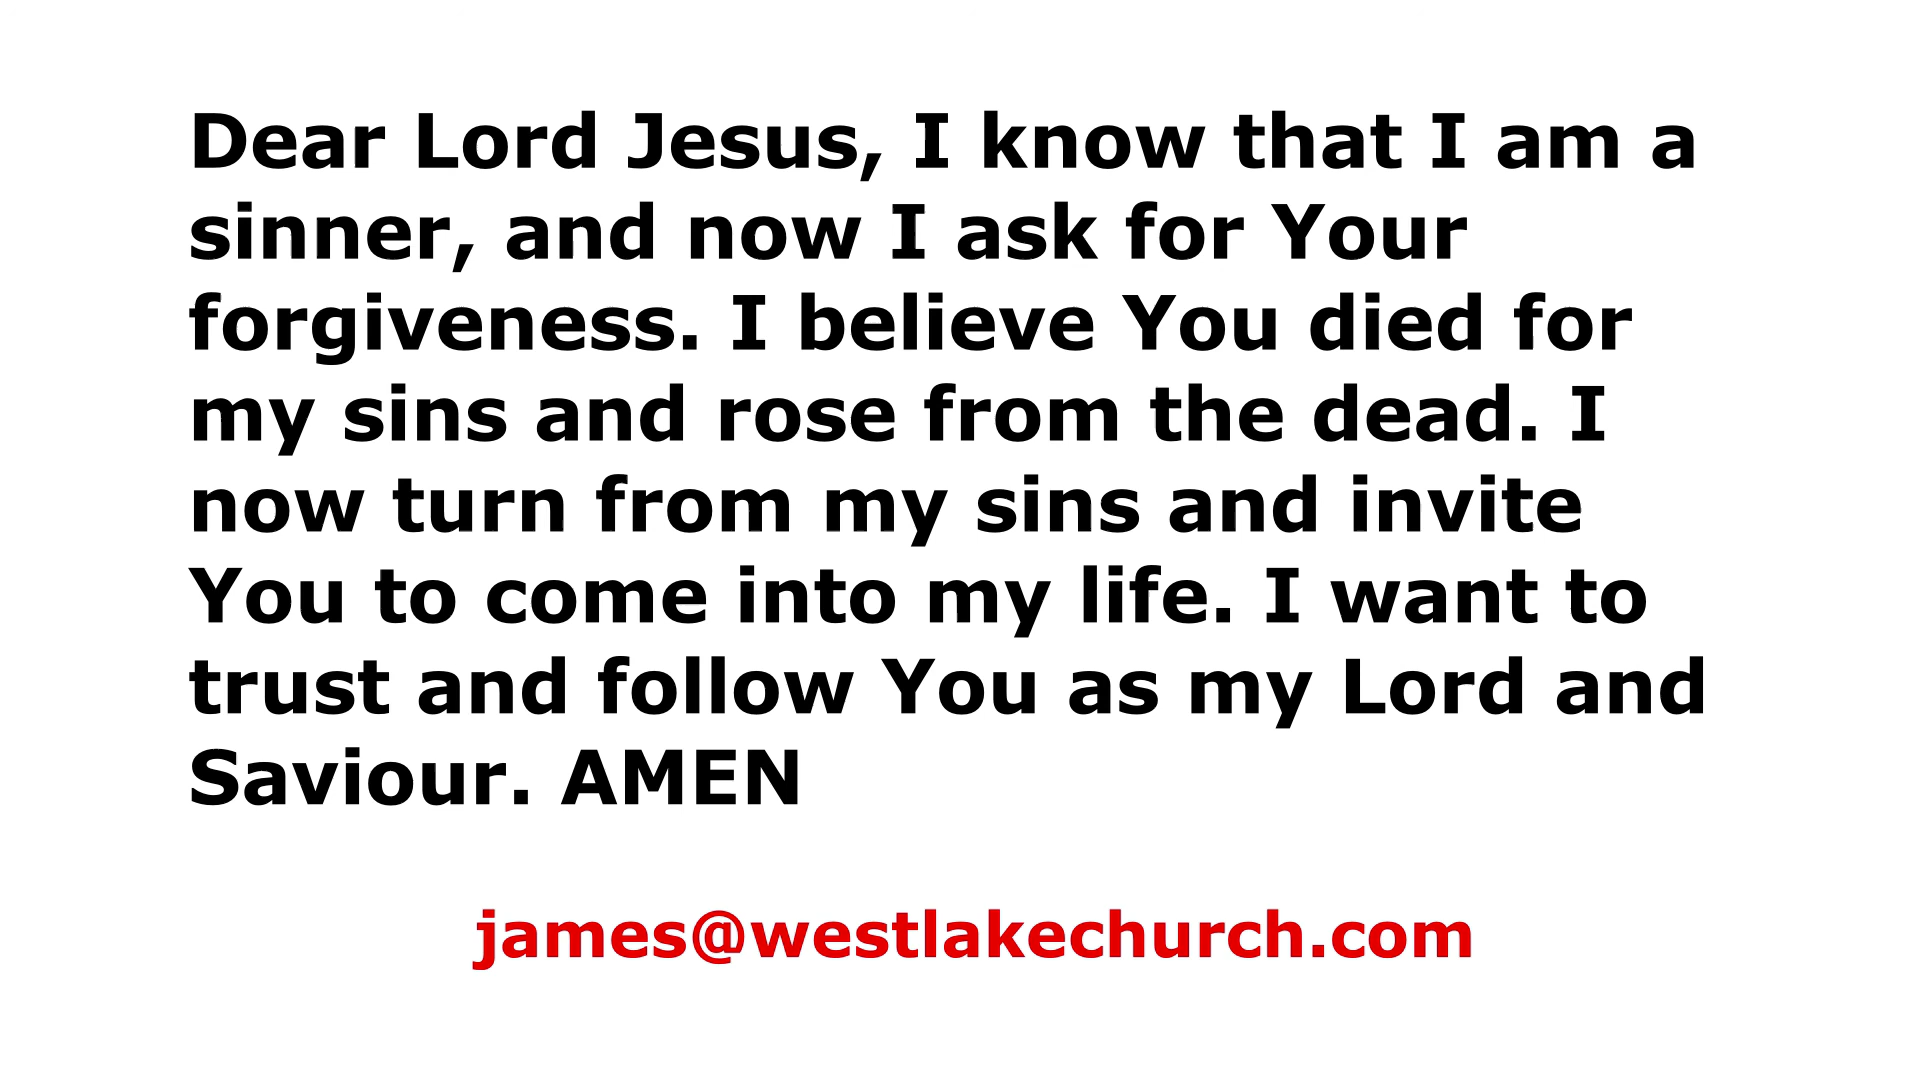 Dear Lord Jesus, I know that I am a
sinner, and now I ask for Your
forgiveness. I believe You died for
my sins and rose from the dead. I
now turn from my sins and invite
You to come into my life. I want to
trust and follow You as my Lord and
Saviour. AMEN
james@westlakechurch.com